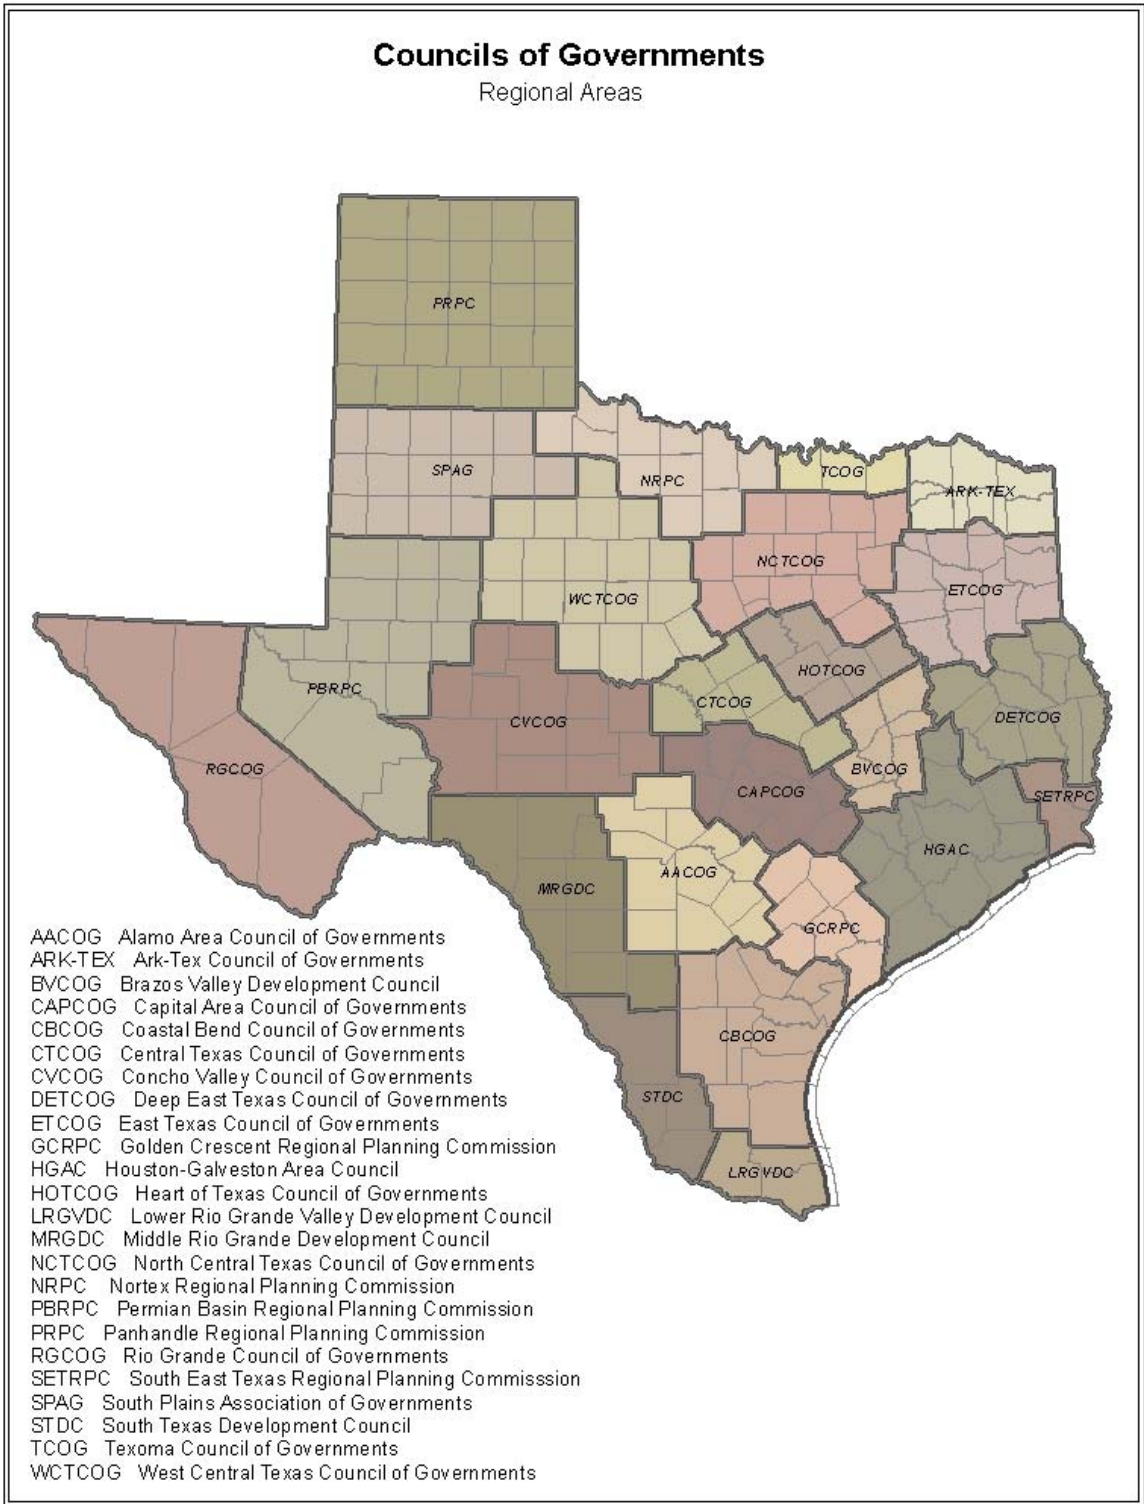 Councils of Governments
Regional Areas
PRPC
SPAG
NRPC
TCOG
ARK-TEX
NCTCOG
ETCOG
WCTCOG
HOTCOG
PBRPC
CTCOG
CVCOG
DETCOG
RGCOG
BVCOG
CAPCOG
SETRPC
HGAC
AACOG
MRGDC
GCRPC
CBCOG
STDC
LRGVDC
AACOG Alamo Area Council of Governments
ARK-TEX Ark-Tex Council of Governments
BVCOG Brazos Valley Development Council
CAPCOG Capital Area Council of Governments
CBCOG Coastal Bend Council of Governments
CTCOG Central Texas Council of Governments
CVCOG Concho Valley Council of Governments
DETCOG Deep East Texas Council of Governments
ETCOG East Texas Council of Governments
GCRPC Golden Crescent Regional Planning Commission
HGAC Houston-Galveston Area Council
HOTCOG Heart of Texas Council of Governments
LRGVDC Lower Rio Grande Valley Development Council
MRGDC Middle Rio Grande Development Council
NCTCOG North Central Texas Council of Governments
NRPC Nortex Regional Planning Commission
PBRPC Permian Basin Regional Planning Commission
PRPC Panhandle Regional Planning Commission
RGCOG Rio Grande Council of Governments
SETRPC South East Texas Regional Planning Commisssion
SPAG South Plains Association of Governments
STDC South Texas Development Council
TCOG Texoma Council of Governments
WCTCOG West Central Texas Council of Governments